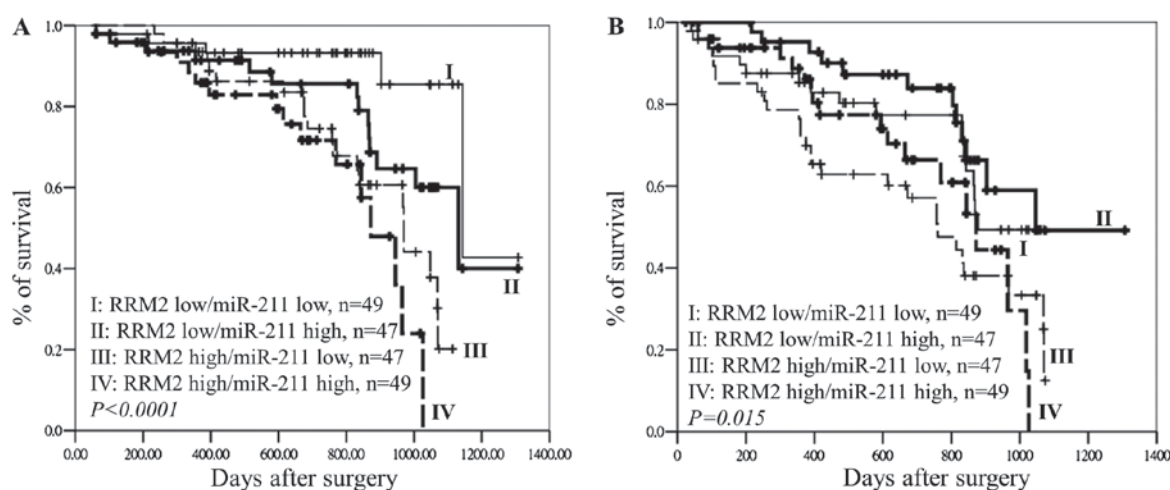 A
% of survival
1.0
0.8
0.6
0.4
0.2
0.0
I
II
III
IV
I: RRM2 low/miR-211 low, n=49
II: RRM2 low/miR-211 high, n=47
III: RRM2 high/miR-211 low, n=47
IV: RRM2 high/miR-211 high, n=49
P<0.0001
0.00 200.00 400.00 600.00 800.00 1000.00 1200.00 1400.00
Days after surgery
B
% of survival
1.0
0.8
0.6
0.4
0.2
0.0
II
I
III
IV
I: RRM2 low/miR-211 low, n=49
II: RRM2 low/miR-211 high, n=47
III: RRM2 high/miR-211 low, n=47
IV: RRM2 high/miR-211 high, n=49
P=0.015
0 200 400 600 800 1000 1200 1400
Days after surgery